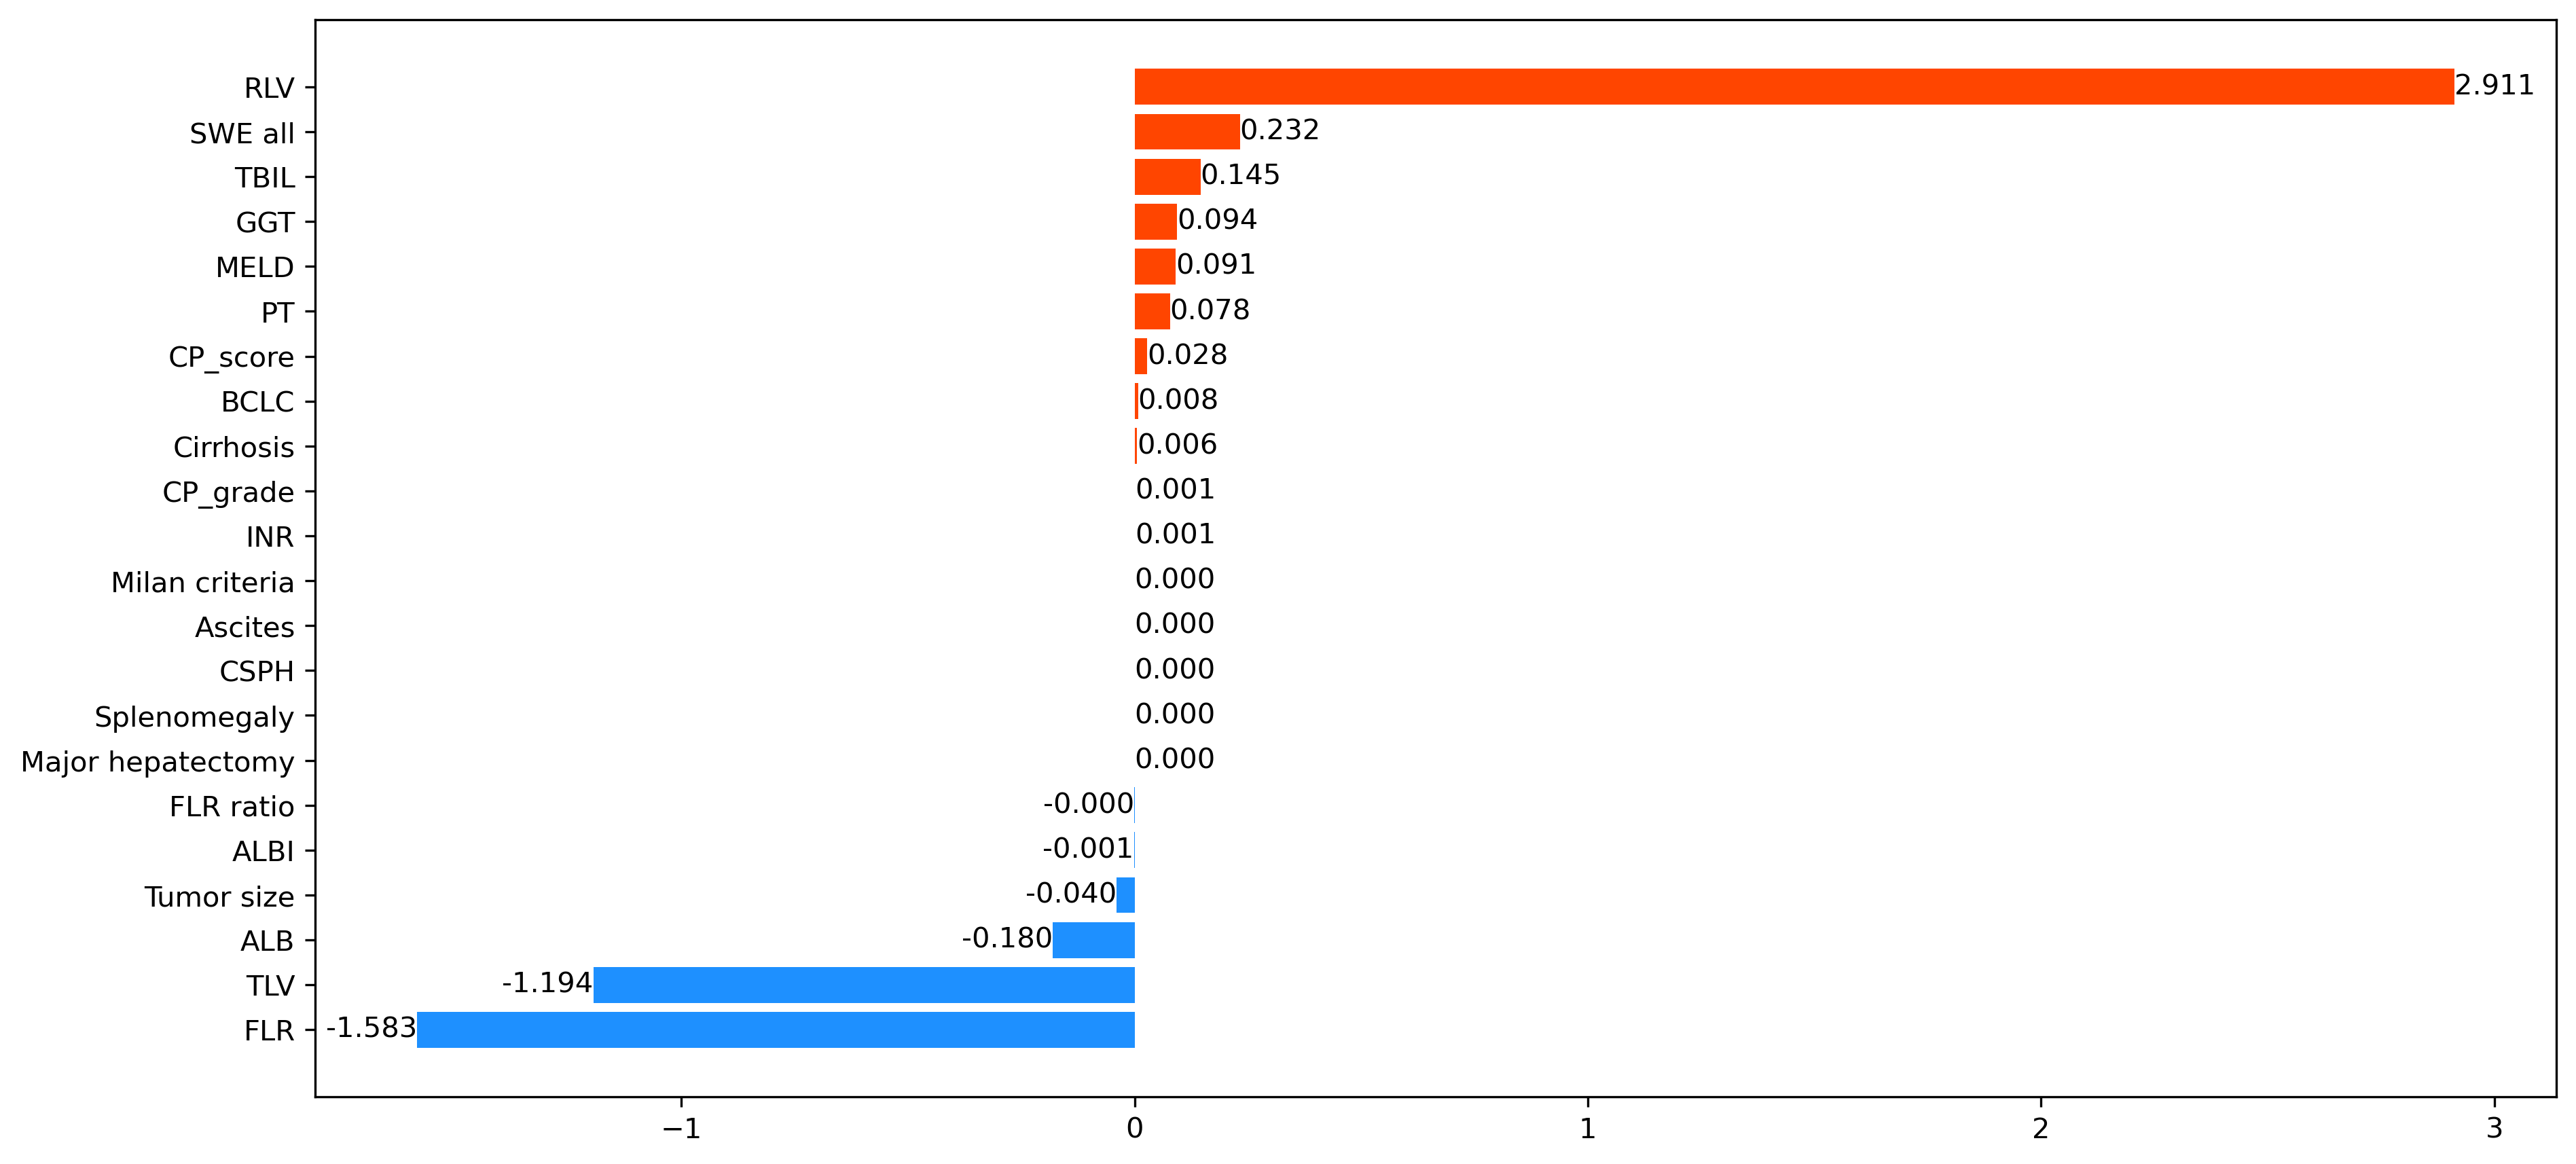 RLV 2.911
SWE all 0.232
TBIL 0.145
GGT 0.094
MELD 0.091
PT 0.078
CP_score 0.028
BCLC 0.008
Cirrhosis 0.006
CP_grade 0.001
INR 0.001
Milan criteria 0.000
Ascites 0.000
CSPH 0.000
Splenomegaly 0.000
Major hepatectomy 0.000
FLR ratio -0.000
ALBI -0.001
Tumor size -0.040
ALB -0.180
TLV -1.194
FLR -1.583
−1 0 1 2 3